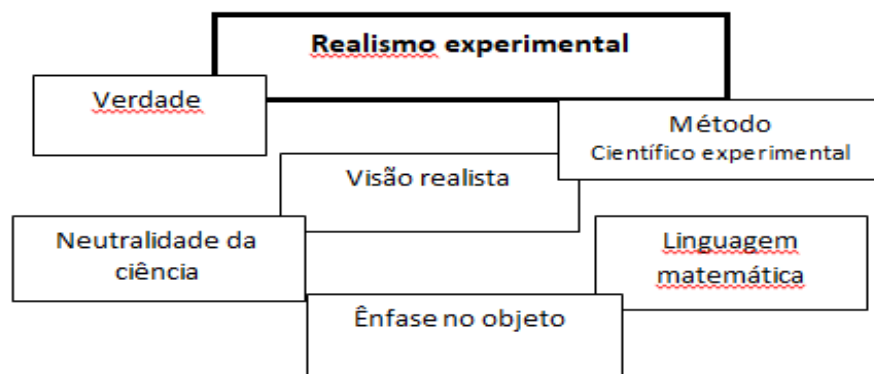 Realismo experimental
Verdade
Método
Científico experimental
Visão realista
Neutralidade da
ciência
Linguagem
matemática
Ênfase no objeto